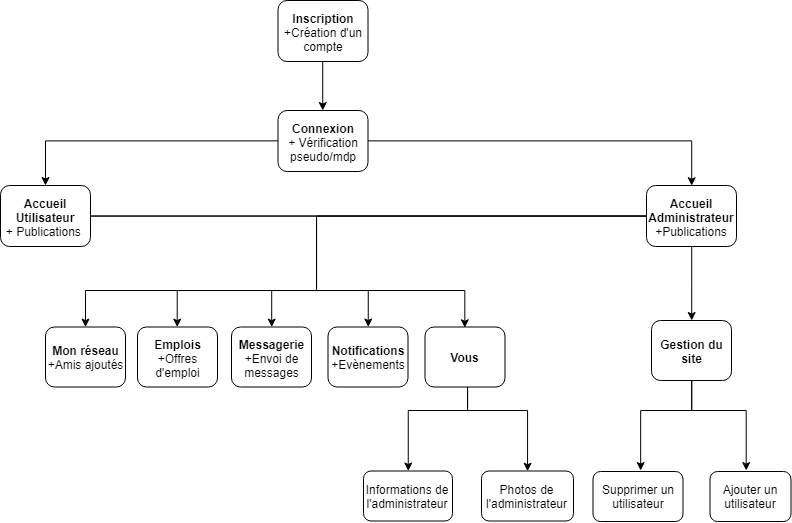 Inscription
+Création d'un
compte
Connexion
+ Vérification
pseudo/mdp
Accueil
Utilisateur
+ Publications
Accueil
Administrateur
+Publications
Mon réseau
+Amis ajoutés
Emplois
+Offres
d'emploi
Messagerie
+Envoi de
messages
Notifications
+Evènements
Vous
Gestion du
site
Informations de
l'administrateur
Photos de
l'administrateur
Supprimer un
utilisateur
Ajouter un
utilisateur